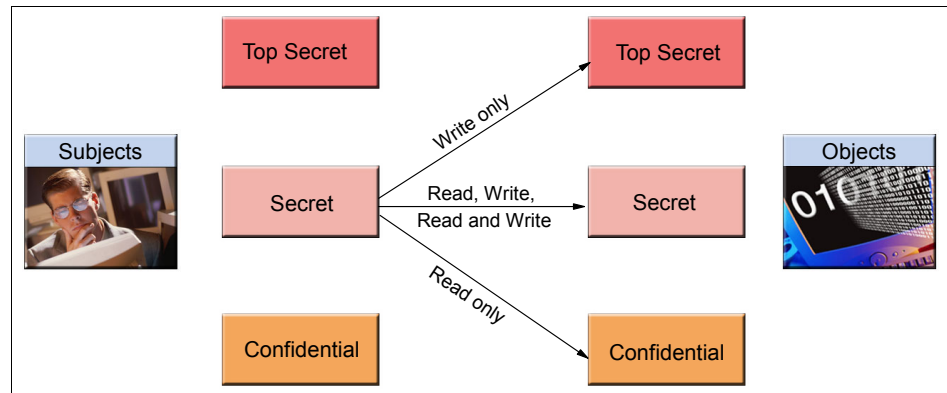 Top Secret
Top Secret
Write only
Subjects
Objects
Secret
Read, Write,
Read and Write
Secret
Read only
Confidential
Confidential